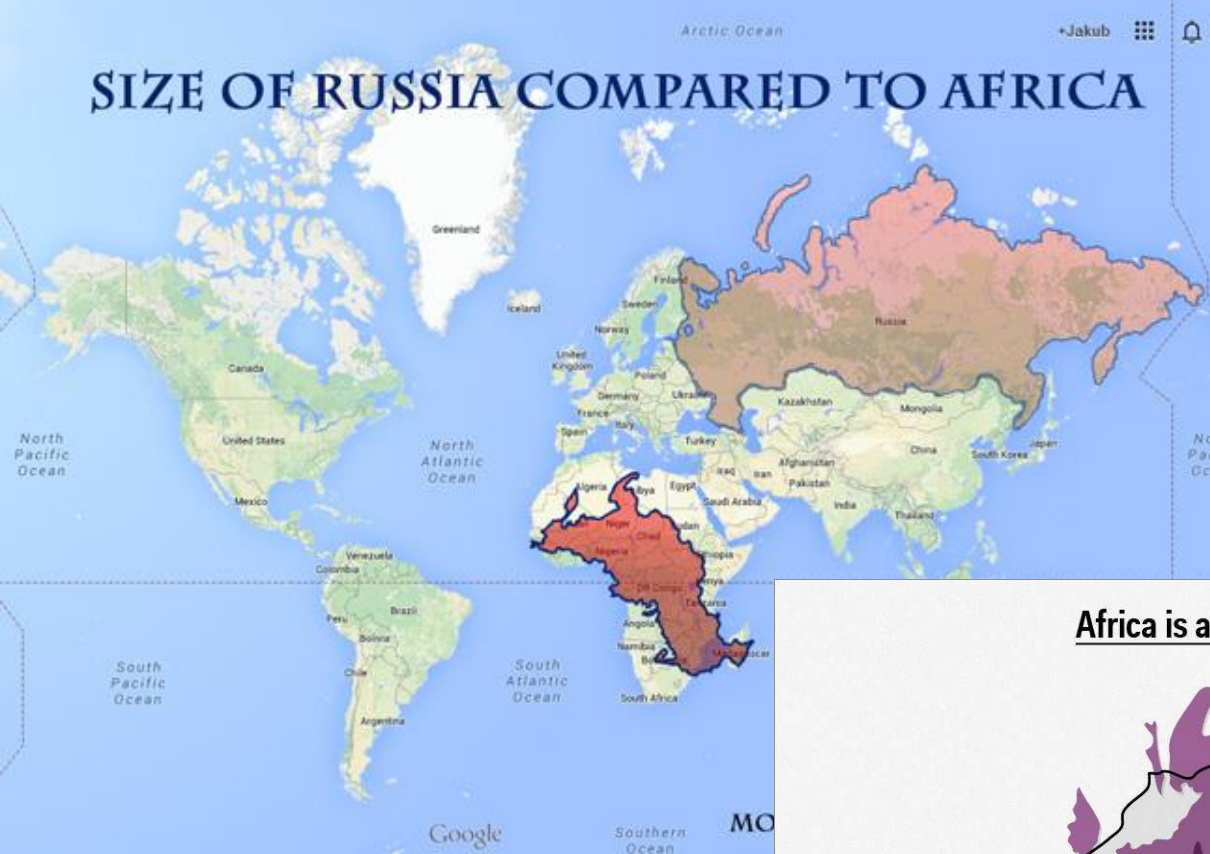 Arctic Ocean
+Jakub
SIZE OF RUSSIA COMPARED TO AFRICA
Greenland
Finland
Iceland
Sweden
Russia
Norway
United
Kingdom
Canada
Poland
Germany
Kazakhstan
France
Mongolia
Italy
Spain
North
Pacific
Ocean
United States
North
Atlantic
Ocean
Turkey
China
Japan
South Korea
Iraq
Iran
Afghanistan
Pakistan
Algeria
Egypt
Saudi Arabia
Mexico
India
Thailand
Niger
Chad
Nigeria
Venezuela
Colombia
DR Congo
Brazil
Peru
Bolivia
Angola
Namibia
Chile
South
Pacific
Ocean
South
Atlantic
Ocean
South Africa
Argentina
Africa is a
Google
Southern
Ocean
MO